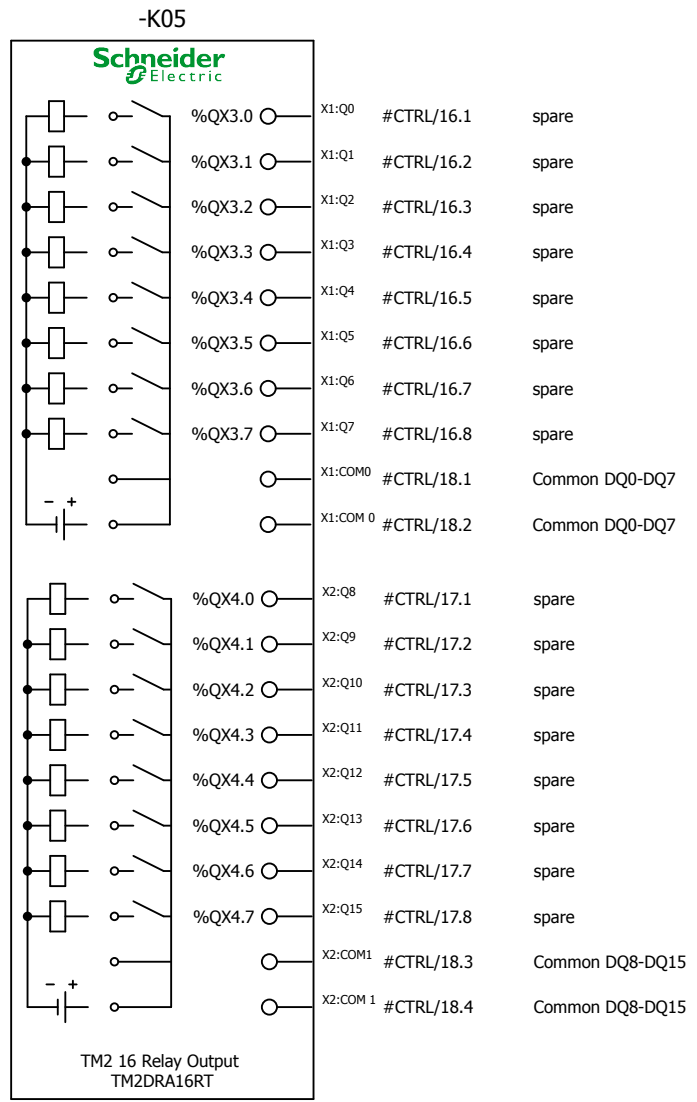 -K05
Schneider
Electric
%QX3.0 X1:Q0 #CTRL/16.1 spare
%QX3.1 X1:Q1 #CTRL/16.2 spare
%QX3.2 X1:Q2 #CTRL/16.3 spare
%QX3.3 X1:Q3 #CTRL/16.4 spare
%QX3.4 X1:Q4 #CTRL/16.5 spare
%QX3.5 X1:Q5 #CTRL/16.6 spare
%QX3.6 X1:Q6 #CTRL/16.7 spare
%QX3.7 X1:Q7 #CTRL/16.8 spare
X1:COM0 #CTRL/18.1 Common DQ0-DQ7
- + X1:COM 0 #CTRL/18.2 Common DQ0-DQ7
%QX4.0 X2:Q8 #CTRL/17.1 spare
%QX4.1 X2:Q9 #CTRL/17.2 spare
%QX4.2 X2:Q10 #CTRL/17.3 spare
%QX4.3 X2:Q11 #CTRL/17.4 spare
%QX4.4 X2:Q12 #CTRL/17.5 spare
%QX4.5 X2:Q13 #CTRL/17.6 spare
%QX4.6 X2:Q14 #CTRL/17.7 spare
%QX4.7 X2:Q15 #CTRL/17.8 spare
X2:COM1 #CTRL/18.3 Common DQ8-DQ15
- + X2:COM 1 #CTRL/18.4 Common DQ8-DQ15
TM2 16 Relay Output
TM2DRA16RT